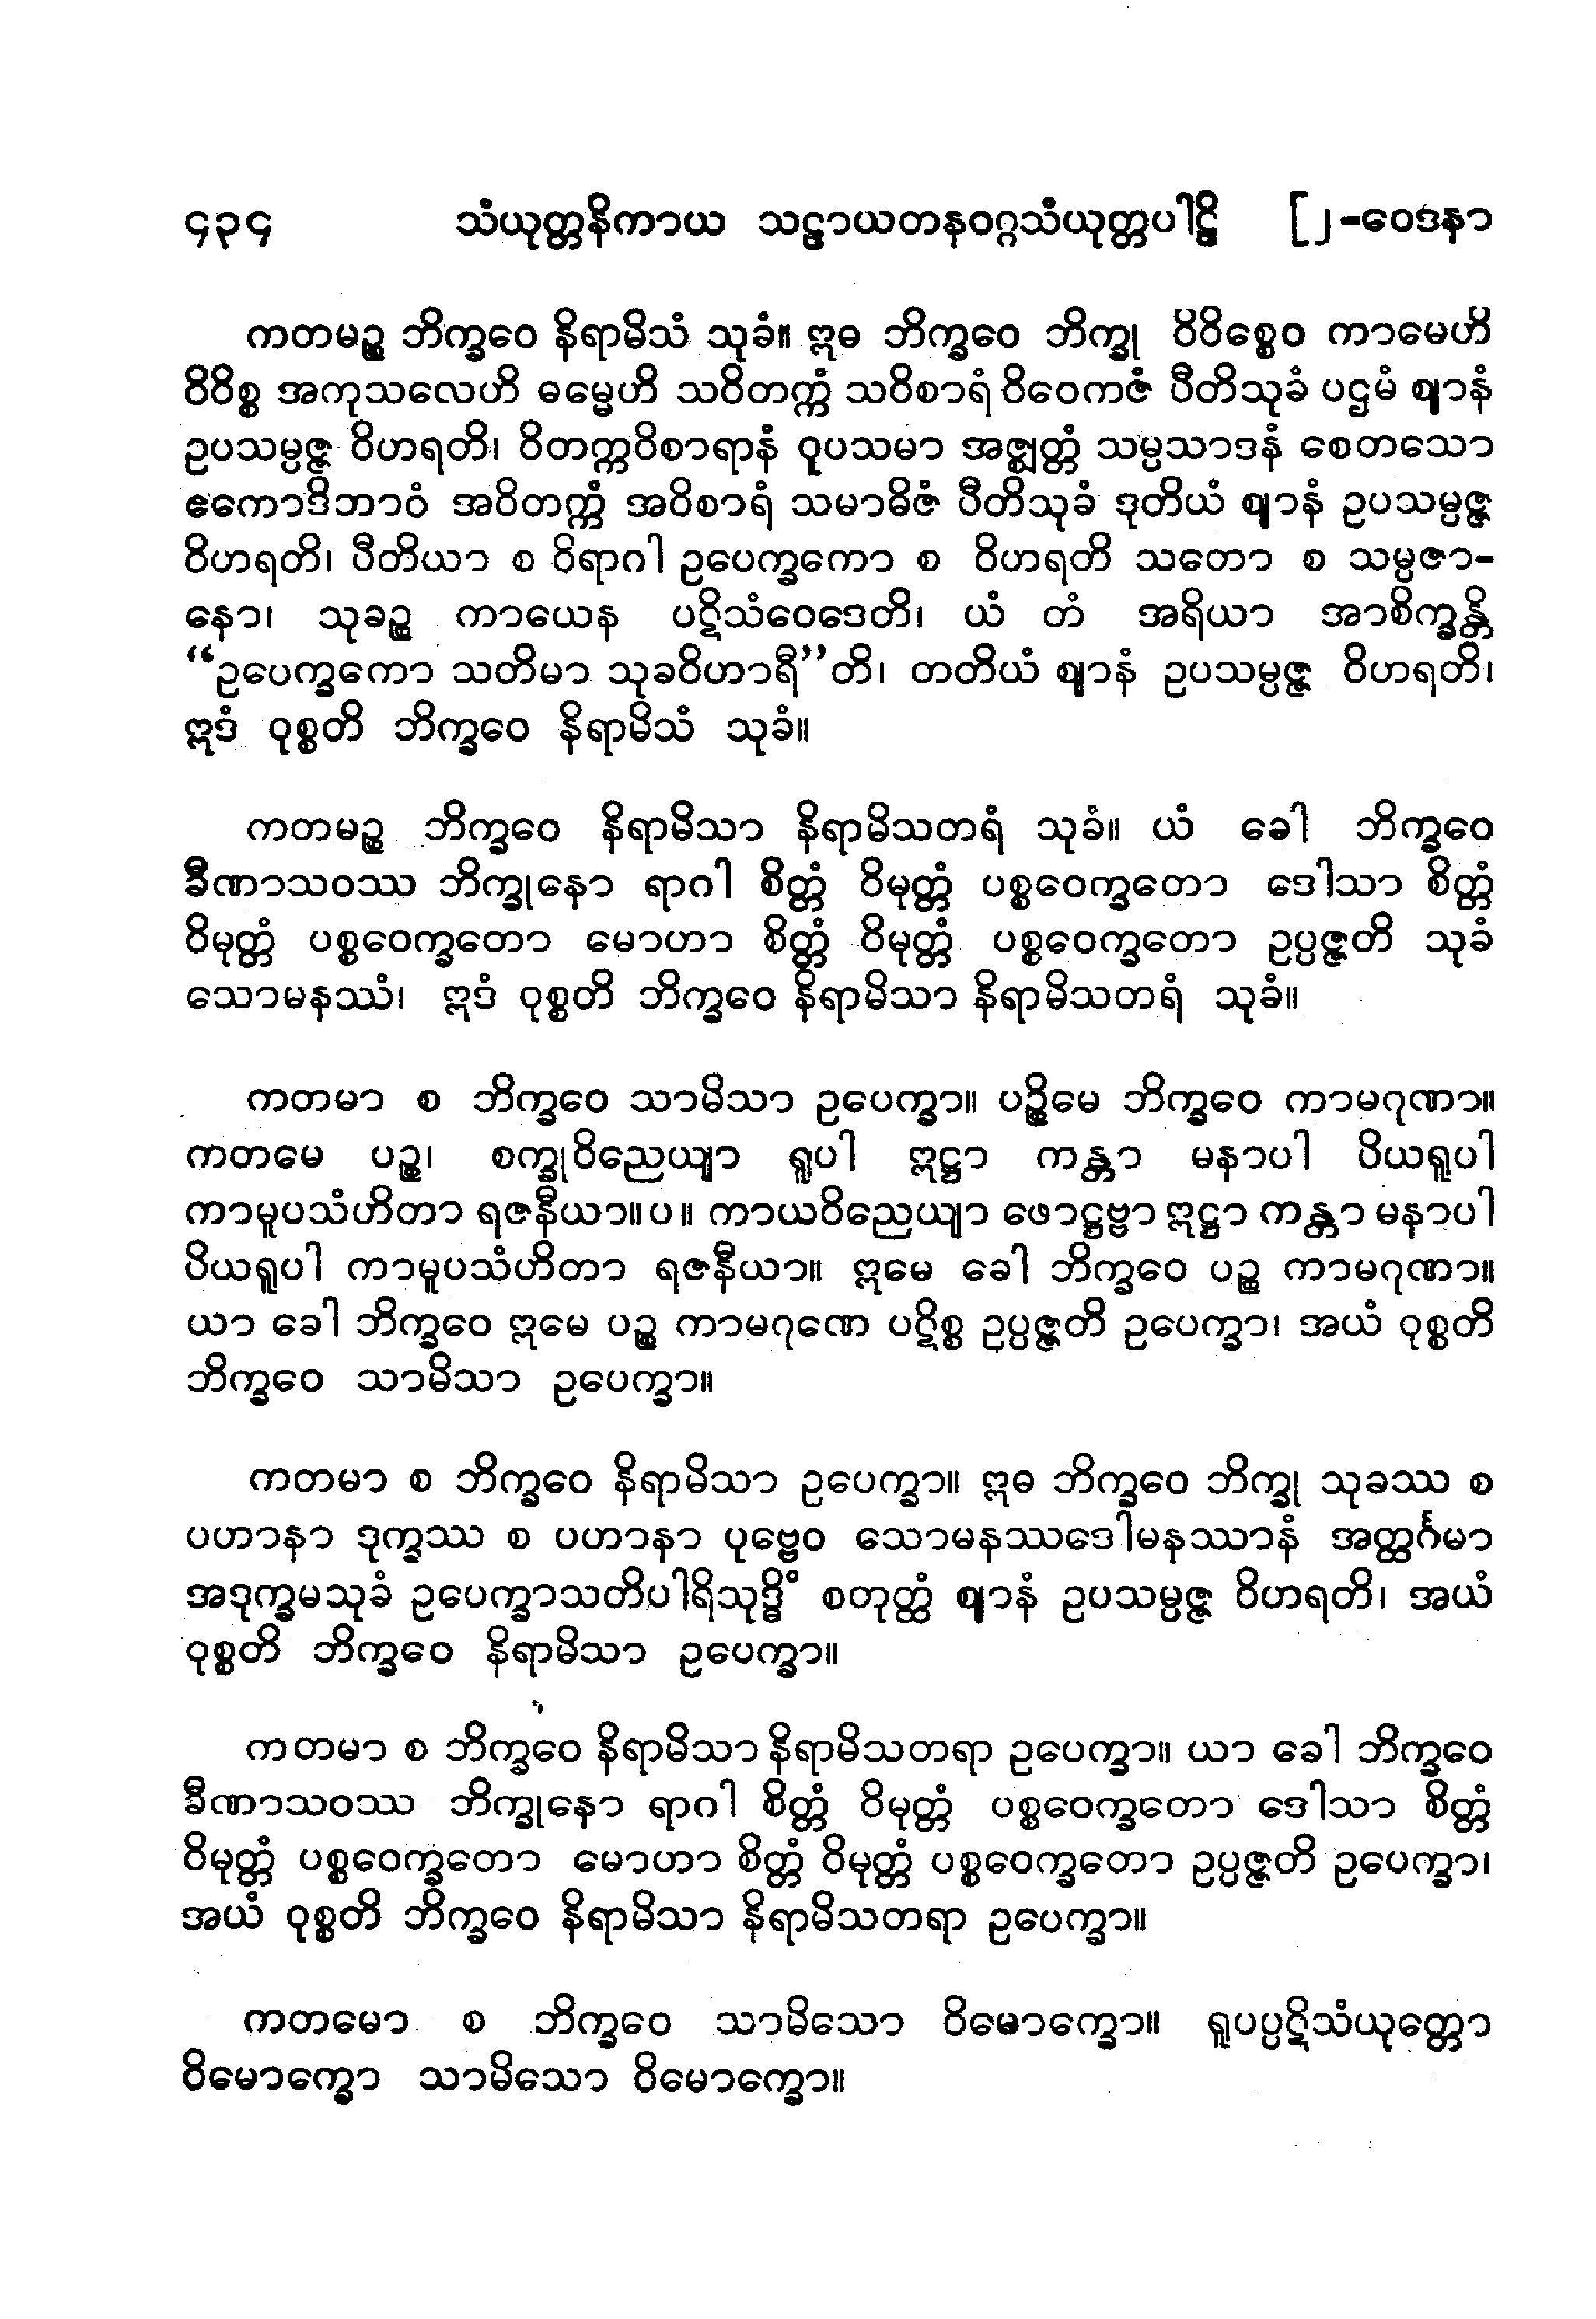 ၄၃၄ သံယုတ္တနိကာယ သဠာယတနဝဂ္ဂသံယုတ္တပါဠိ [၂-ဝေဒနာ
ကတမဉ္စ ဘိက္ခဝေ နိရာမိသံ သုခံ။ ဣဓ ဘိက္ခဝေ ဘိက္ခု ဝိဝိစ္စေဝ ကာမေဟိ
ဝိဝိစ္စ အကုသလေဟိ ဓမ္မေဟိ သဝိတက္ကံ သဝိစာရံ ဝိဝေကဇံ ပီတိသုခံ ပဌမံ ဈာနံ
ဥပသမ္ပဇ္ဇ ဝိဟရတိ၊ ဝိတက္ကဝိစာရာနံ ဝူပသမာ အဇ္ဈတ္တံ သမ္ပသာဒနံ စေတသော
ဧကောဒိဘာဝံ အဝိတက္ကံ အဝိစာရံ သမာဓိဇံ ပီတိသုခံ ဒုတိယံ ဈာနံ ဥပသမ္ပဇ္ဇ
ဝိဟရတိ၊ ပီတိယာ စ ဝိရာဂါ ဥပေက္ခကော စ ဝိဟရတိ သတော စ သမ္ပဇာ-
နော၊ သုခဉ္စ ကာယေန ပဋိသံဝေဒေတိ၊ ယံ တံ အရိယာ အာစိက္ခန္တိ
“ဥပေက္ခကော သတိမာ သုခဝိဟာရီ”တိ၊ တတိယံ ဈာနံ ဥပသမ္ပဇ္ဇ ဝိဟရတိ၊
ဣဒံ ဝုစ္စတိ ဘိက္ခဝေ နိရာမိသံ သုခံ။
ကတမဉ္စ ဘိက္ခဝေ နိရာမိသာ နိရာမိသတရံ သုခံ။ ယံ ခေါ ဘိက္ခဝေ
ခီဏာသဝဿ ဘိက္ခုနော ရာဂါ စိတ္တံ ဝိမုတ္တံ ပစ္စဝေက္ခတော ဒေါသာ စိတ္တံ
ဝိမုတ္တံ ပစ္စဝေက္ခတော မောဟာ စိတ္တံ ဝိမုတ္တံ ပစ္စဝေက္ခတော ဥပ္ပဇ္ဇတိ သုခံ
သောမနဿံ၊ ဣဒံ ဝုစ္စတိ ဘိက္ခဝေ နိရာမိသာ နိရာမိသတရံ သုခံ။
ကတမာ စ ဘိက္ခဝေ သာမိသာ ဥပေက္ခာ။ ပဉ္စိမေ ဘိက္ခဝေ ကာမဂုဏာ။
ကတမေ ပဉ္စ၊ စက္ခုဝိညေယျာ ရူပါ ဣဋ္ဌာ ကန္တာ မနာပါ ပိယရူပါ
ကာမူပသံဟိတာ ရဇနီယာ။ပ။ ကာယဝိညေယျာ ဖောဋ္ဌဗ္ဗာ ဣဋ္ဌာ ကန္တာ မနာပါ
ပိယရူပါ ကာမူပသံဟိတာ ရဇနီယာ။ ဣမေ ခေါ ဘိက္ခဝေ ပဉ္စ ကာမဂုဏာ။
ယာ ခေါ ဘိက္ခဝေ ဣမေ ပဉ္စ ကာမဂုဏေ ပဋိစ္စ ဥပ္ပဇ္ဇတိ ဥပေက္ခာ၊ အယံ ဝုစ္စတိ
ဘိက္ခဝေ သာမိသာ ဥပေက္ခာ။
ကတမာ စ ဘိက္ခဝေ နိရာမိသာ ဥပေက္ခာ။ ဣဓ ဘိက္ခဝေ ဘိက္ခု သုခဿ စ
ပဟာနာ ဒုက္ခဿ စ ပဟာနာ ပုဗ္ဗေဝ သောမနဿဒေါမနဿာနံ အတ္ထင်္ဂမာ
အဒုက္ခမသုခံ ဥပေက္ခာသတိပါရိသုဒ္ဓိံ စတုတ္ထံ ဈာနံ ဥပသမ္ပဇ္ဇ ဝိဟရတိ၊ အယံ
ဝုစ္စတိ ဘိက္ခဝေ နိရာမိသာ ဥပေက္ခာ။
ကတမာ စ ဘိက္ခဝေ နိရာမိသာ နိရာမိသတရာ ဥပေက္ခာ။ ယာ ခေါ ဘိက္ခဝေ
ခီဏာသဝဿ ဘိက္ခုနော ရာဂါ စိတ္တံ ဝိမုတ္တံ ပစ္စဝေက္ခတော ဒေါသာ စိတ္တံ
ဝိမုတ္တံ ပစ္စဝေက္ခတော မောဟာ စိတ္တံ ဝိမုတ္တံ ပစ္စဝေက္ခတော ဥပ္ပဇ္ဇတိ ဥပေက္ခာ၊
အယံ ဝုစ္စတိ ဘိက္ခဝေ နိရာမိသာ နိရာမိသတရာ ဥပေက္ခာ။
ကတမော စ ဘိက္ခဝေ သာမိသော ဝိမောက္ခော။ ရူပပ္ပဋိသံယုတ္တော
ဝိမောက္ခော သာမိသော ဝိမောက္ခော။